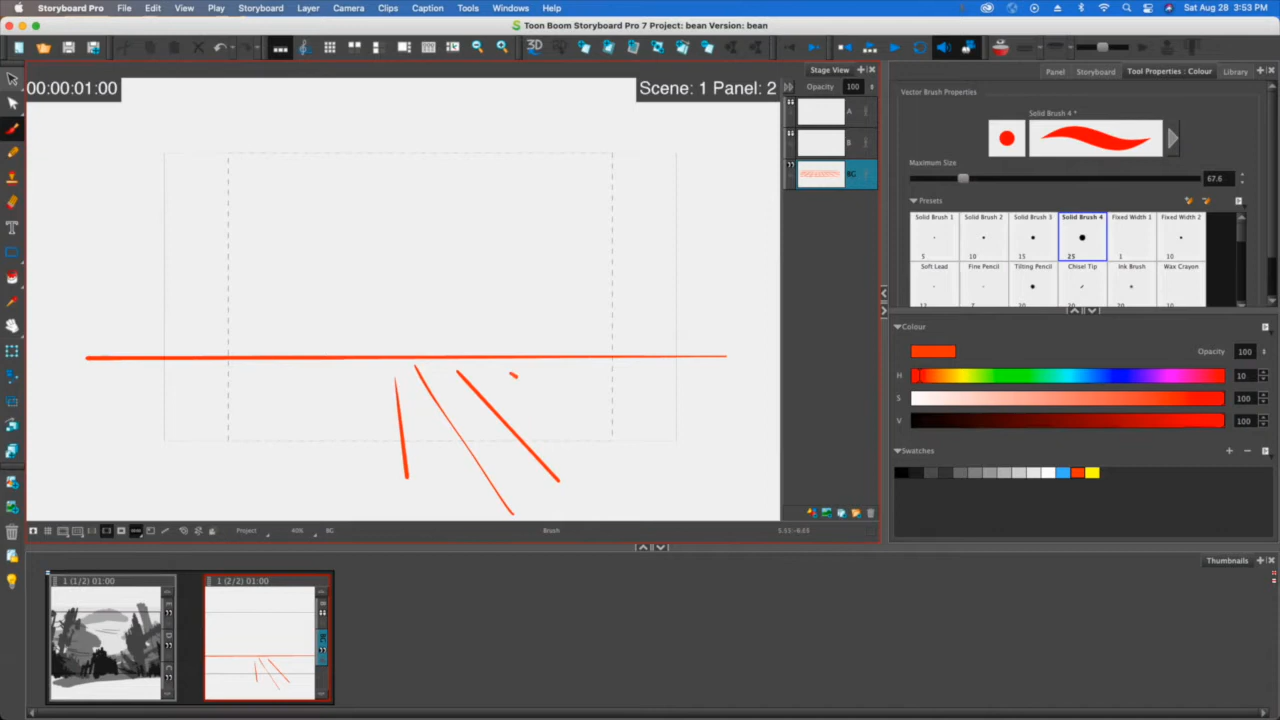 Storyboard Pro File Edit View Play Storyboard Layer Camera Clips Caption Tools Windows Help Sat Aug 28 3:53 PM
Toon Boom Storyboard Pro 7 Project: bean Version: bean
3D
Stage View
00:00:01:00
Scene: 1 Panel: 2
Opacity 100
A
B
BG
Project 40% BG Brush
Panel Storyboard Tool Properties : Colour Library
Vector Brush Properties
Solid Brush 4 *
Maximum Size
67.6
Presets
Solid Brush 1 Solid Brush 2 Solid Brush 3 Solid Brush 4 Fixed Width 1 Fixed Width 2
5 10 15 25 1 10
Soft Lead Fine Pencil Tilting Pencil Chisel Tip Ink Brush Wax Crayon
Colour
Opacity 100
H 10
S 100
V 100
Swatches
Thumbnails
1 (1/2) 01:00
1 (2/2) 01:00